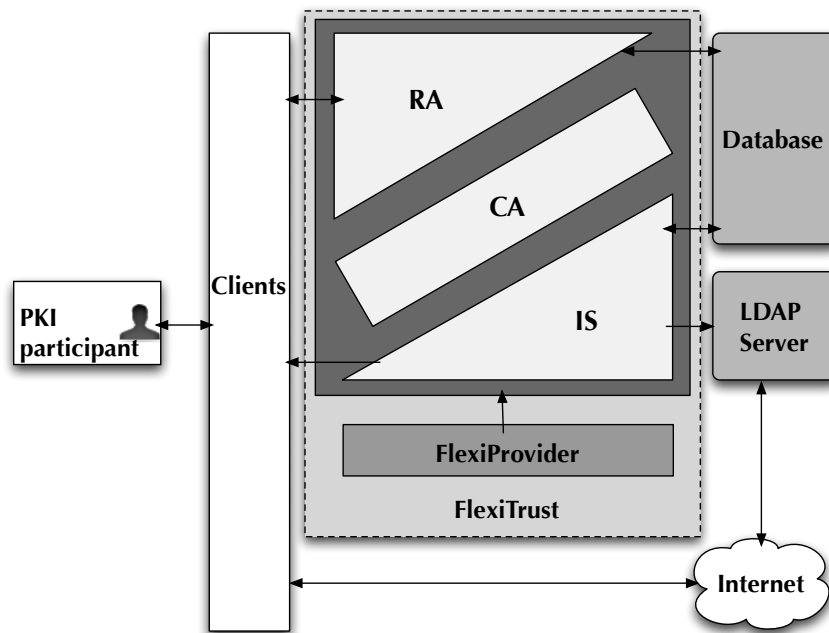 RA
Database
CA
Clients
PKI
participant
IS
LDAP
Server
FlexiProvider
FlexiTrust
Internet